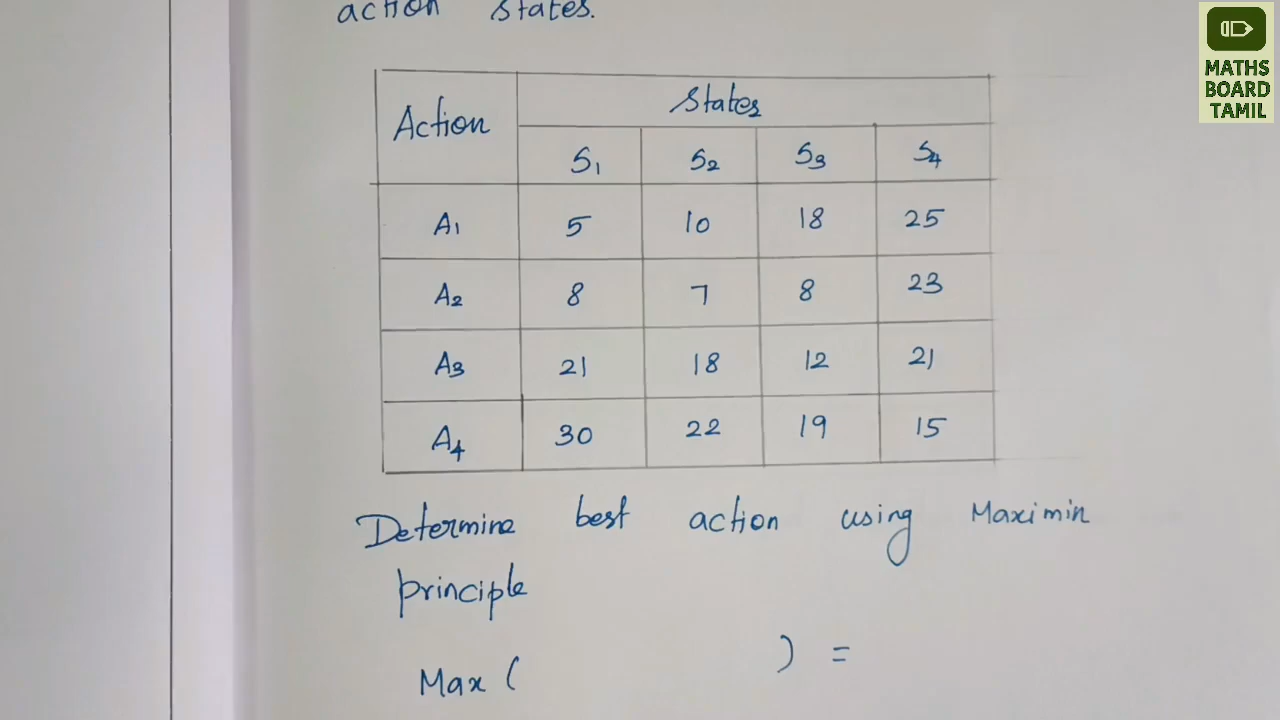 action states.
MATHS
BOARD
TAMIL
Action States
S₁ S₂ S₃ S₄
A₁ 5 10 18 25
A₂ 8 7 8 23
A₃ 21 18 12 21
A₄ 30 22 19 15
Determine best action using Maximin
principle
Max ( ) =